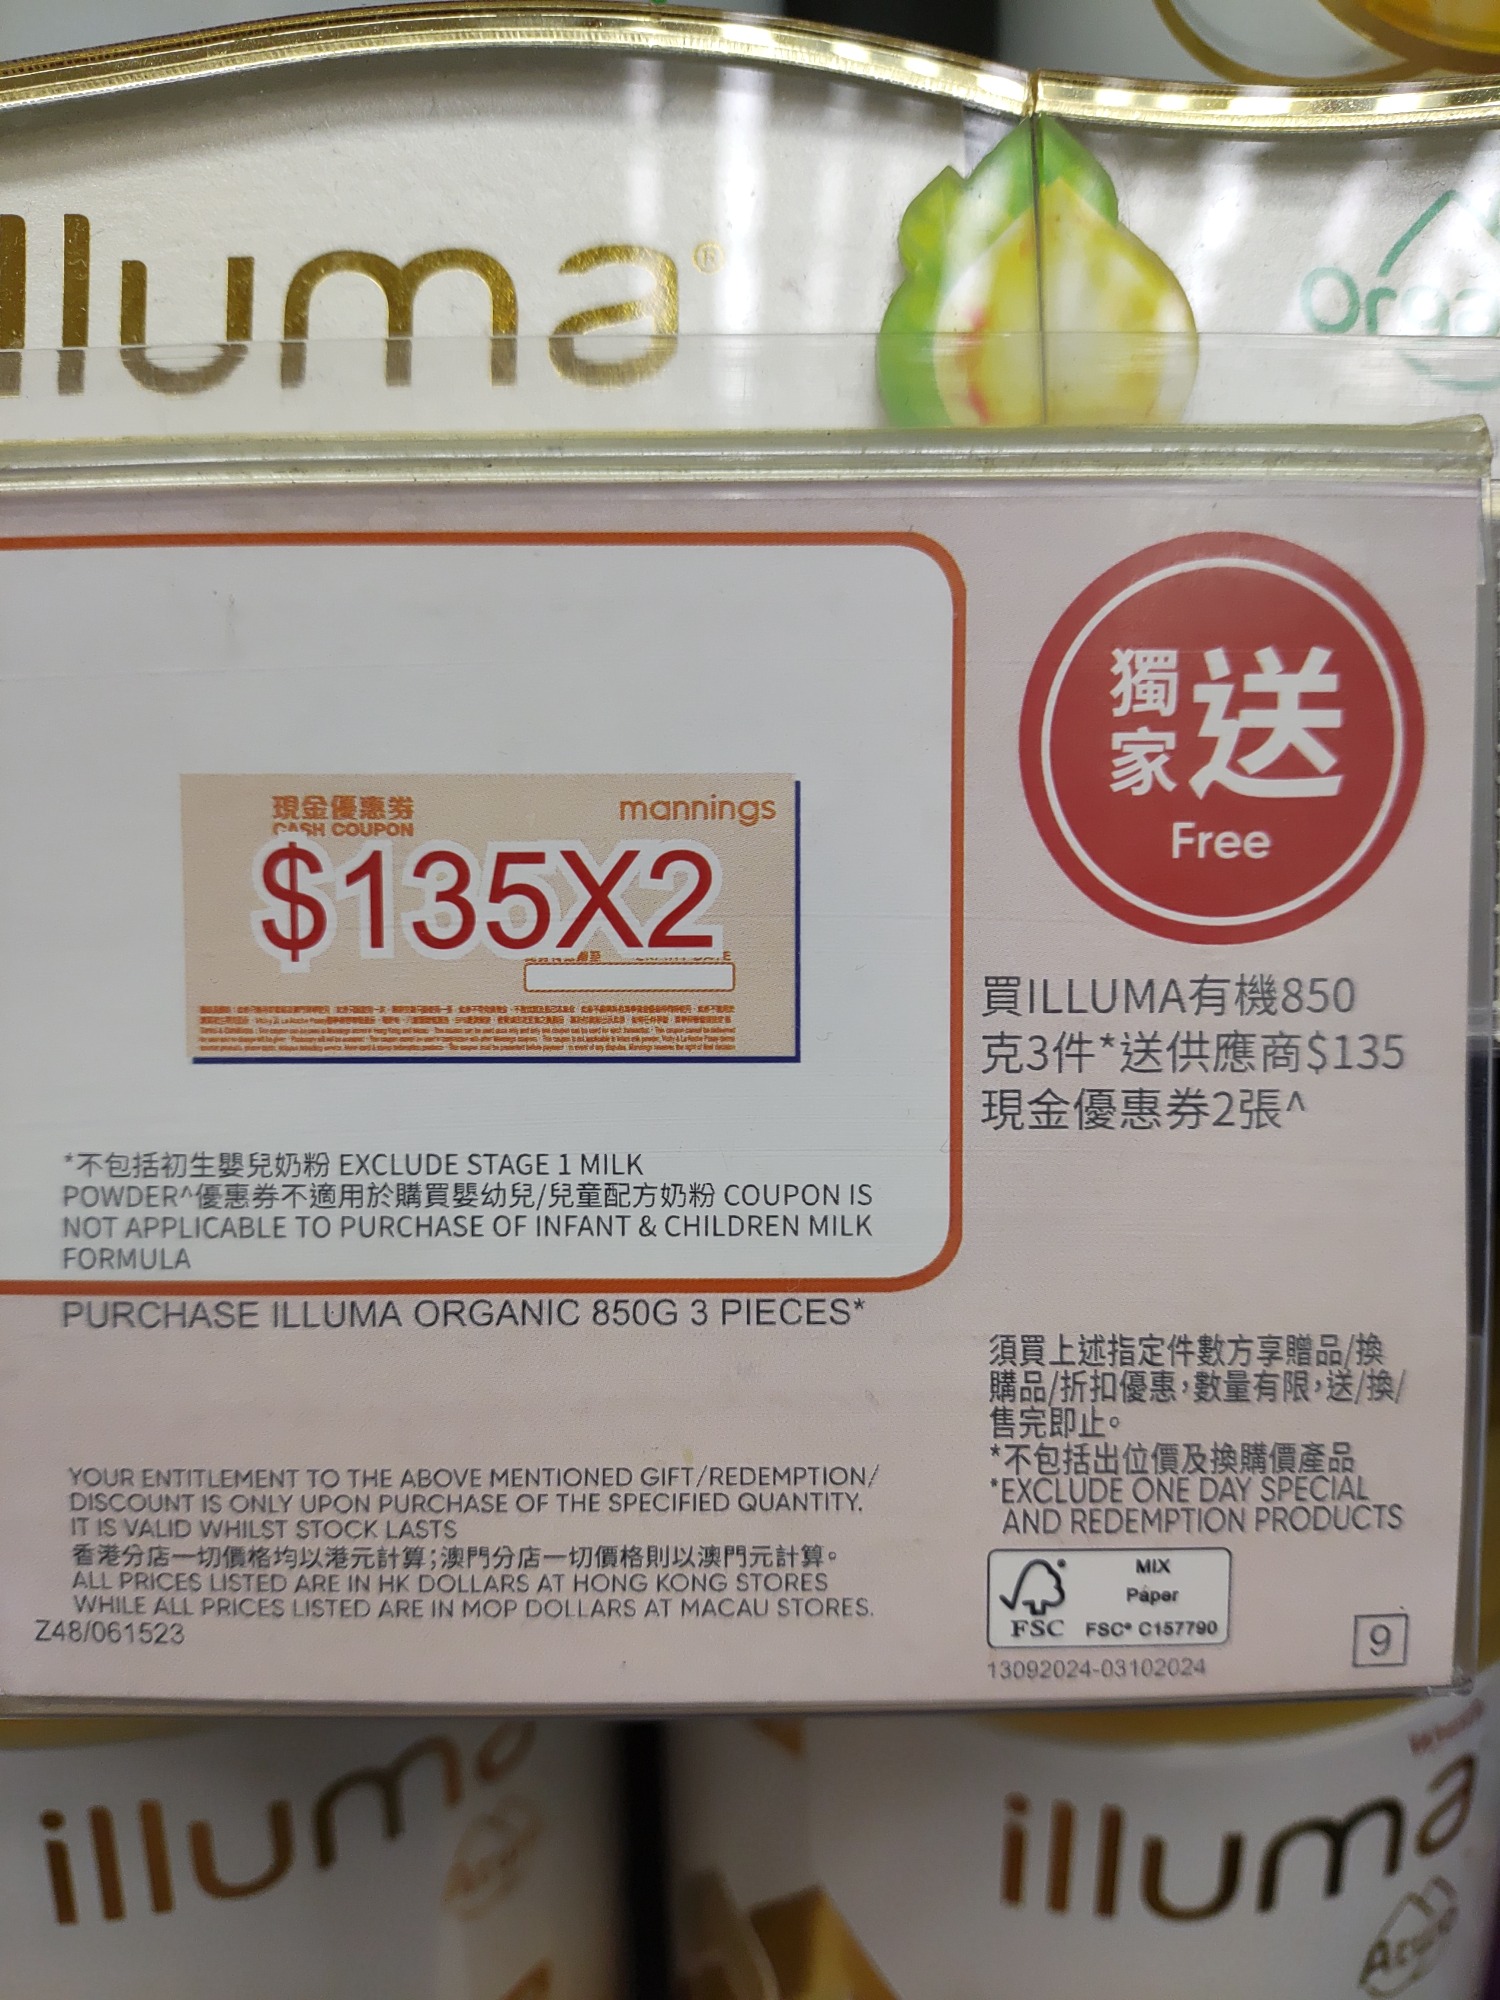 illuma®
Orga
現金優惠券
CASH COUPON
mannings
$135X2
獨家送
Free
買ILLUMA有機850
克3件*送供應商$135
現金優惠券2張^
*不包括初生嬰兒奶粉 EXCLUDE STAGE 1 MILK
POWDER^優惠券不適用於購買嬰幼兒/兒童配方奶粉 COUPON IS
NOT APPLICABLE TO PURCHASE OF INFANT & CHILDREN MILK
FORMULA
PURCHASE ILLUMA ORGANIC 850G 3 PIECES*
須買上述指定件數方享贈品/換
購品/折扣優惠，數量有限，送/換/
售完即止。
*不包括出位價及換購價產品
*EXCLUDE ONE DAY SPECIAL
AND REDEMPTION PRODUCTS
YOUR ENTITLEMENT TO THE ABOVE MENTIONED GIFT/REDEMPTION/
DISCOUNT IS ONLY UPON PURCHASE OF THE SPECIFIED QUANTITY.
IT IS VALID WHILST STOCK LASTS
香港分店一切價格均以港元計算；澳門分店一切價格則以澳門元計算。
ALL PRICES LISTED ARE IN HK DOLLARS AT HONG KONG STORES
WHILE ALL PRICES LISTED ARE IN MOP DOLLARS AT MACAU STORES.
Z48/061523
FSC
MIX
Paper
FSC® C157790
9
13092024-03102024
illuma
illuma